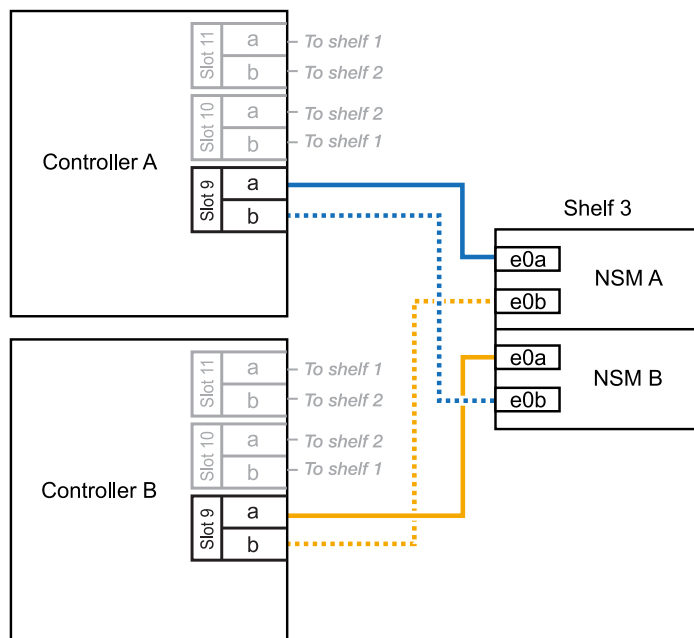 Controller A
Slot 11
a
To shelf 1
b
To shelf 2
Slot 10
a
To shelf 2
b
To shelf 1
Slot 9
a
b
Controller B
Slot 11
a
To shelf 1
b
To shelf 2
Slot 10
a
To shelf 2
b
To shelf 1
Slot 9
a
b
Shelf 3
NSM A
e0a
e0b
NSM B
e0a
e0b